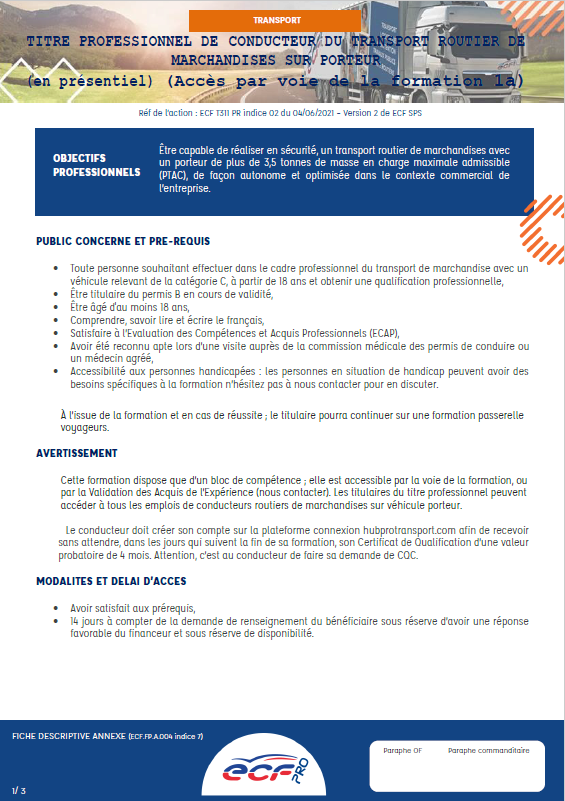 TRANSPORT
TITRE PROFESSIONNEL DE CONDUCTEUR DU TRANSPORT ROUTIER DE
MARCHANDISES SUR PORTEUR
(en présentiel) (Accès par voie de la formation 1à)
Réf de l'action : ECF T311 PR indice 02 du 04/06/2021 – Version 2 de ECF SPS
OBJECTIFS
PROFESSIONNELS
Être capable de réaliser en sécurité, un transport routier de marchandises avec
un porteur de plus de 3,5 tonnes de masse en charge maximale admissible
(PTAC), de façon autonome et optimisée dans le contexte commercial de
l'entreprise.
PUBLIC CONCERNE ET PRE-REQUIS
• Toute personne souhaitant effectuer dans le cadre professionnel du transport de marchandise avec un
véhicule relevant de la catégorie C, à partir de 18 ans et obtenir une qualification professionnelle,
• Être titulaire du permis B en cours de validité,
• Être âgé d'au moins 18 ans,
• Comprendre, savoir lire et écrire le français,
• Satisfaire à l'Evaluation des Compétences et Acquis Professionnels (ECAP),
• Avoir été reconnu apte lors d'une visite auprès de la commission médicale des permis de conduire ou
un médecin agréé,
• Accessibilité aux personnes handicapées : les personnes en situation de handicap peuvent avoir des
besoins spécifiques à la formation n'hésitez pas à nous contacter pour en discuter.
À l'issue de la formation et en cas de réussite ; le titulaire pourra continuer sur une formation passerelle
voyageurs.
AVERTISSEMENT
Cette formation dispose que d'un bloc de compétence ; elle est accessible par la voie de la formation, ou
par la Validation des Acquis de l'Expérience (nous contacter). Les titulaires du titre professionnel peuvent
accéder à tous les emplois de conducteurs routiers de marchandises sur véhicule porteur.
Le conducteur doit créer son compte sur la plateforme connexion hubprotransport.com afin de recevoir
sans attendre, dans les jours qui suivent la fin de sa formation, son Certificat de Qualification d'une valeur
probatoire de 4 mois. Attention, c'est au conducteur de faire sa demande de CQC.
MODALITES ET DELAI D'ACCES
• Avoir satisfait aux prérequis,
• 14 jours à compter de la demande de renseignement du bénéficiaire sous réserve d'avoir une réponse
favorable du financeur et sous réserve de disponibilité.
FICHE DESCRIPTIVE ANNEXE (ECF.FP.A.004 indice 7)
ecf PRO
Paraphe OF Paraphe commanditaire
1/ 3